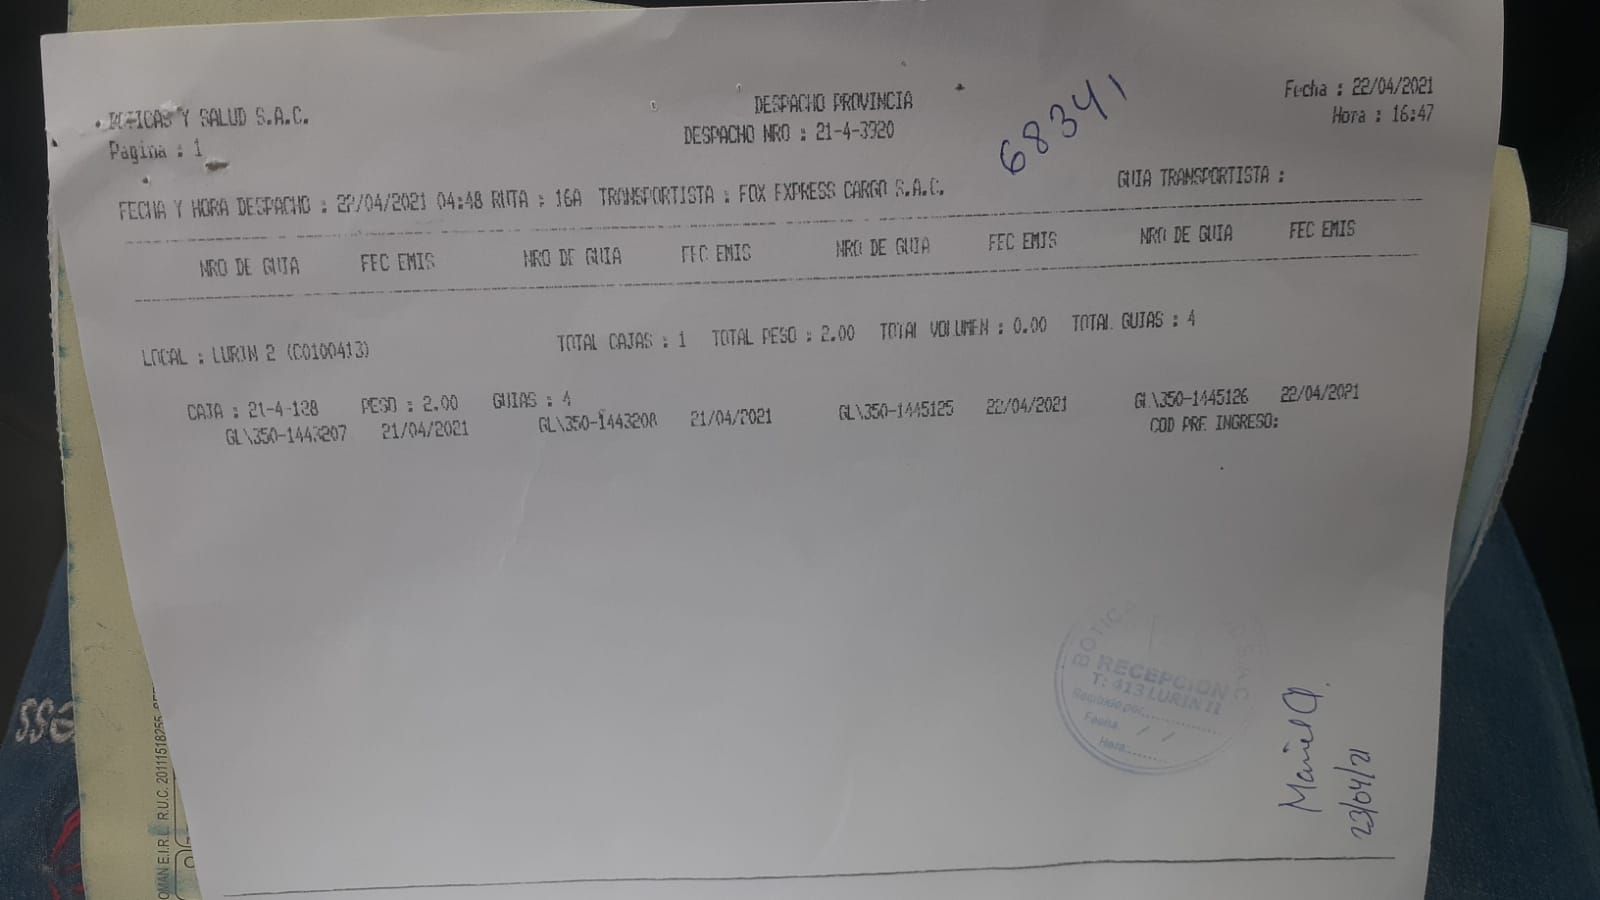 BOTICAS Y SALUD S.A.C.
Pagina : 1
DESPACHO PROVINCIA
DESPACHO NRO : 21-4-3920
68341
Fecha : 22/04/2021
Hora : 16:47
FECHA Y HORA DESPACHO : 22/04/2021 04:48 RUTA : 16A TRANSPORTISTA : FOX EXPRESS CARGO S.A.C.
GUIA TRANSPORTISTA :
NRO DE GUIA FEC EMIS NRO DE GUIA FEC EMIS NRO DE GUIA FEC EMIS NRO DE GUIA FEC EMIS
LOCAL : LURIN 2 (C0100413) TOTAL CAJAS : 1 TOTAL PESO : 2.00 TOTAL VOLUMEN : 0.00 TOTAL GUIAS : 4
CAJA : 21-4-128 PESO : 2.00 GUIAS : 4
GL\350-1443207 21/04/2021 GL\350-1443208 21/04/2021 GL\350-1445125 22/04/2021 GL\350-1445126 22/04/2021
COD PRE INGRESO:
BOTICA S.A.C
RECEPCION
T: 413 LURIN II
Recibido por
Fecha / /
Hora
23/04/21
SSG
OMAN E.I.R.L. R.U.C. 20111518255